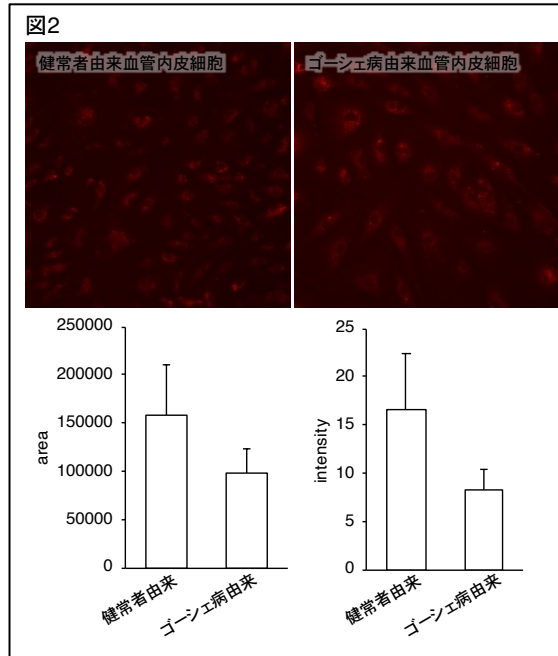 図2
健常者由来血管内皮細胞
ゴーシェ病由来血管内皮細胞
250000
200000
150000
100000
50000
0
area
健常者由来
ゴーシェ病由来
25
20
15
10
5
0
intensity
健常者由来
ゴーシェ病由来